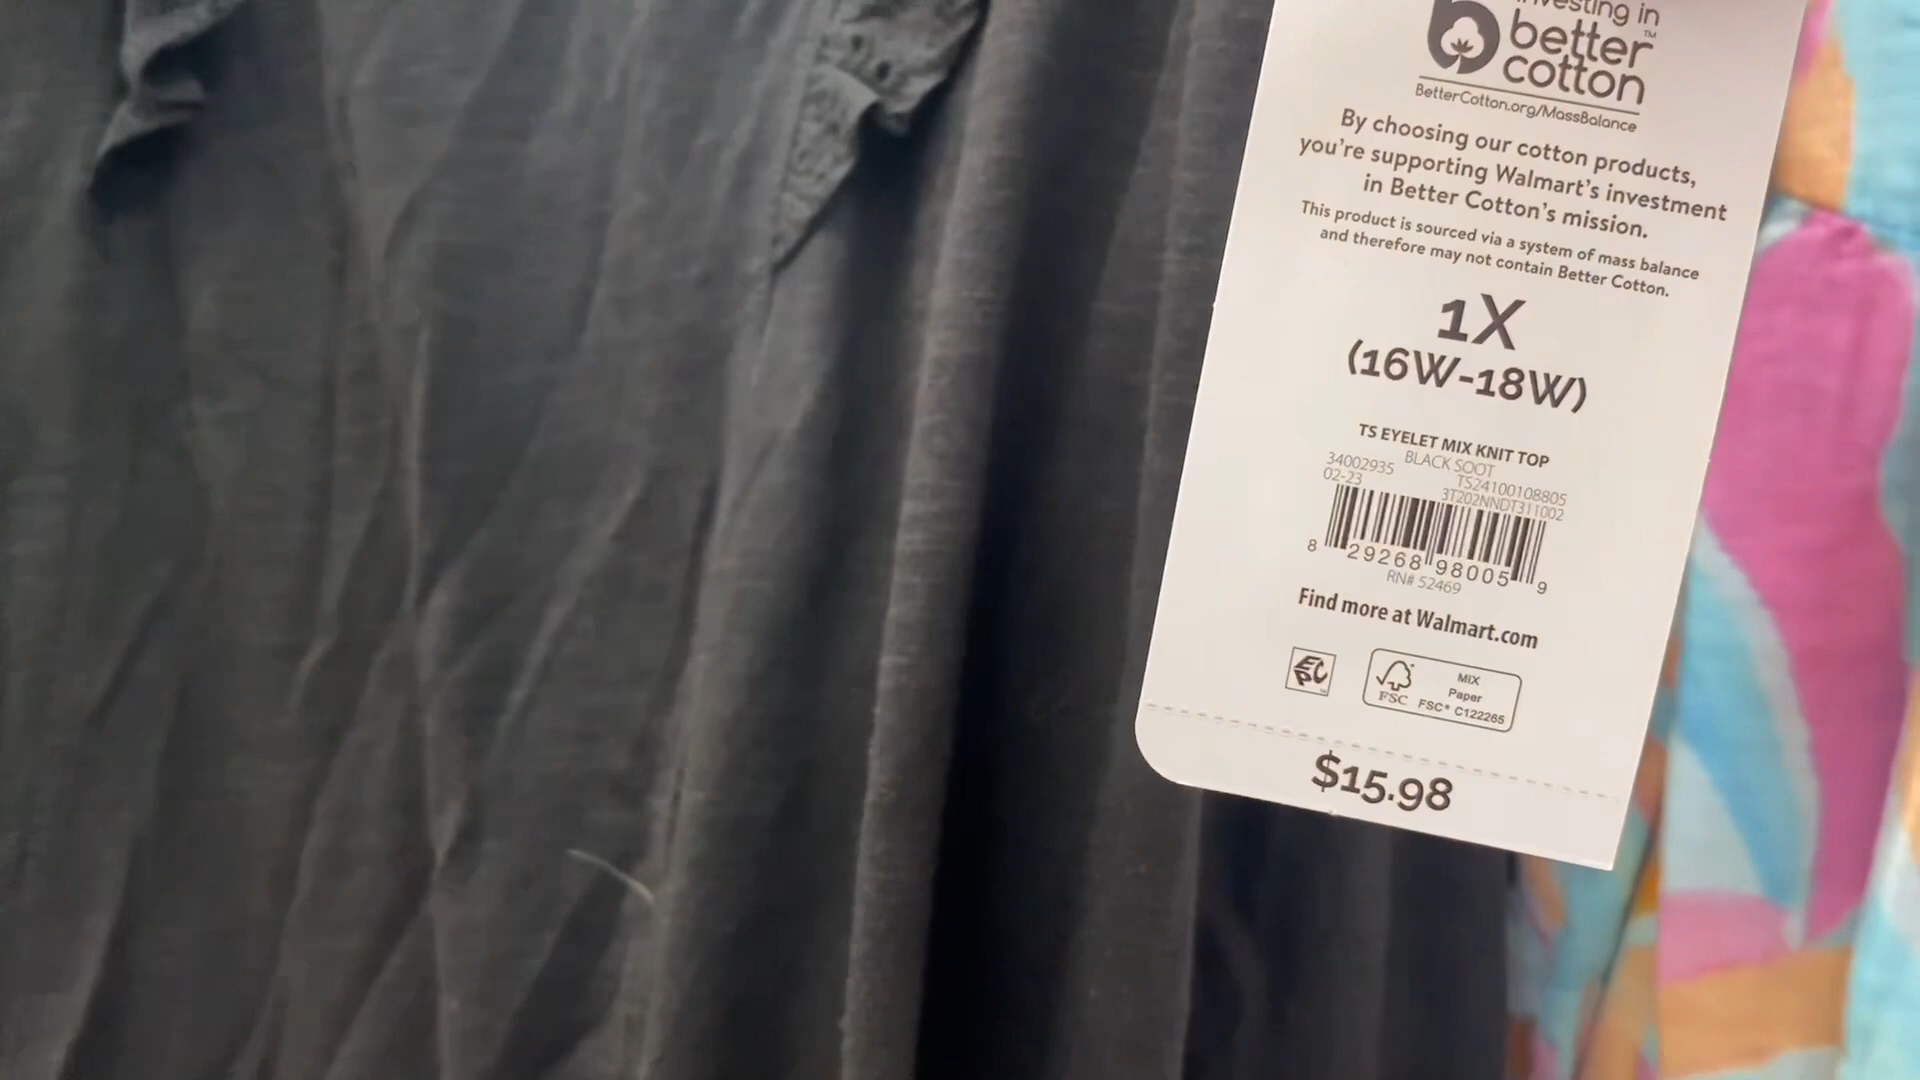 investing in
better™
cotton
BetterCotton.org/MassBalance
By choosing our cotton products,
you're supporting Walmart's investment
in Better Cotton's mission.
This product is sourced via a system of mass balance
and therefore may not contain Better Cotton.
1X
(16W-18W)
TS EYELET MIX KNIT TOP
BLACK SOOT
34002935 TS24100108805
02-23 3T202NNDT311002
8 29268 98005 9
RN# 52469
Find more at Walmart.com
EPC™
FSC
MIX
Paper
FSC® C122265
$15.98